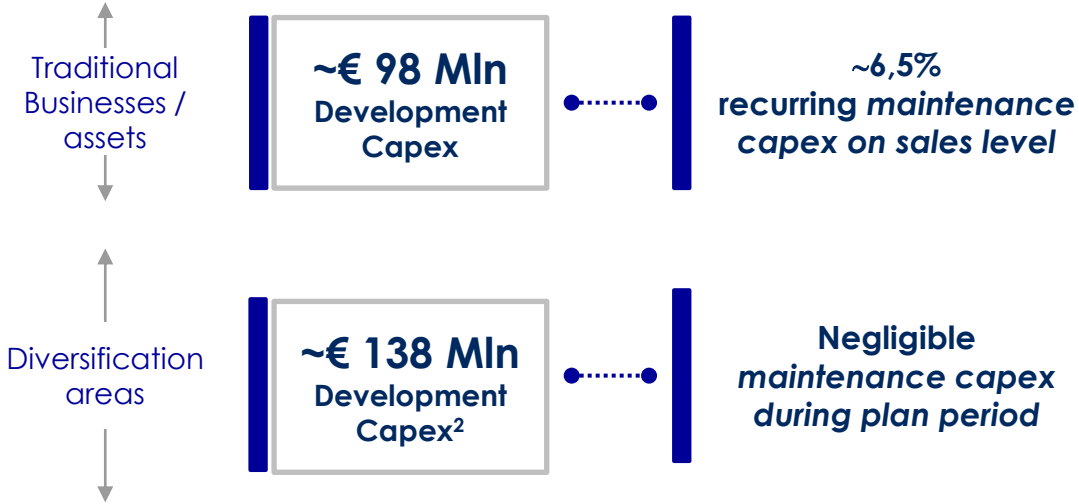 Traditional
Businesses /
assets
~€ 98 Mln
Development
Capex
~6,5%
recurring maintenance
capex on sales level
Diversification
areas
~€ 138 Mln
Development
Capex²
Negligible
maintenance capex
during plan period